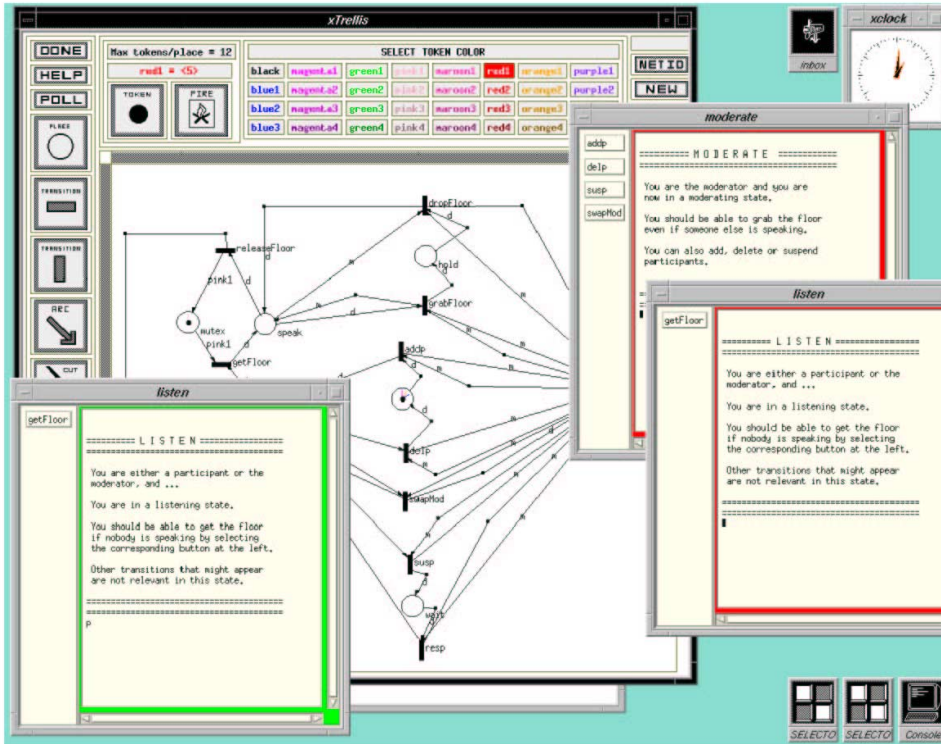 xTrellis
DONE
HELP
POLL
PLACE
TRANSITION
TRANSITION
ARC
CUT
Max tokens/place = 12
red1 = <5>
TOKEN
FIRE
SELECT TOKEN COLOR
black magenta1 green1 pink1 maroon1 red1 orange1 purple1
blue1 magenta2 green2 pink2 maroon2 red2 orange2 purple2
blue2 magenta3 green3 pink3 maroon3 red3 orange3
blue3 magenta4 green4 pink4 maroon4 red4 orange4
NETIO
NEW
inbox
xclock
dropFloor
d
d
releaseFloor
d
hold
d
m
pink1
d
m
grabFloor
d
m
mutex
speak
pink1
d
getFloor
addp
m
d
m
d
m
delp
m
d
m
swapMod
m
susp
d
m
wait
d
resp
moderate
addp
delp
susp
swapMod
========== M O D E R A T E ===========
You are the moderator and you are
now in a moderating state.
You should be able to grab the floor
even if someone else is speaking.
You can also add, delete or suspend
participants.
listen
getFloor
========== L I S T E N =================
========================================
You are either a participant or the
moderator, and ...
You are in a listening state.
You should be able to get the floor
if nobody is speaking by selecting
the corresponding button at the left.
Other transitions that might appear
are not relevant in this state.
========================================
========================================
listen
getFloor
========== L I S T E N =================
========================================
You are either a participant or the
moderator, and ...
You are in a listening state.
You should be able to get the floor
if nobody is speaking by selecting
the corresponding button at the left.
Other transitions that might appear
are not relevant in this state.
========================================
========================================
p
SELECTO
SELECTO
Console